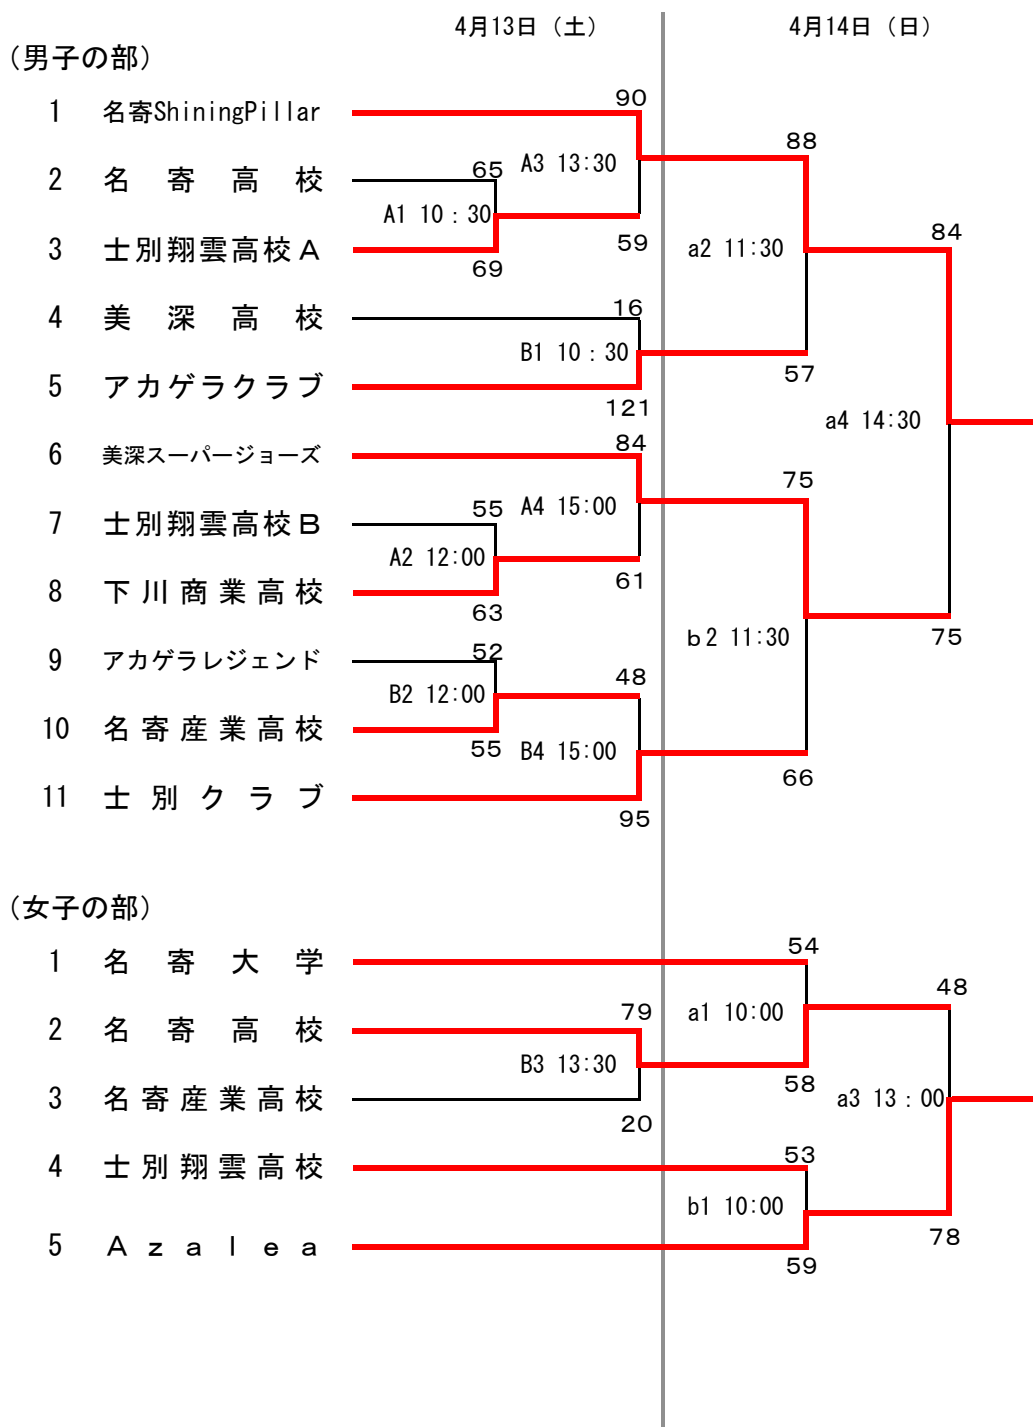 4月13日（土）
4月14日（日）
（男子の部）
90
1 名寄ShiningPillar
88
65
A3 13:30
2 名寄高校
A1 10：30
84
59
a2 11:30
3 士別翔雲高校A
69
16
4 美深高校
B1 10：30
57
5 アカゲラクラブ
121
a4 14:30
84
6 美深スーパージョーズ
75
55
A4 15:00
7 士別翔雲高校B
A2 12:00
61
8 下川商業高校
63
b2 11:30
75
52
9 アカゲラレジェンド
48
B2 12:00
10 名寄産業高校
55
B4 15:00
66
11 士別クラブ
95
（女子の部）
54
1 名寄大学
48
79
a1 10:00
2 名寄高校
B3 13:30
58
3 名寄産業高校
a3 13：00
20
53
4 士別翔雲高校
b1 10:00
78
5 Azalea
59